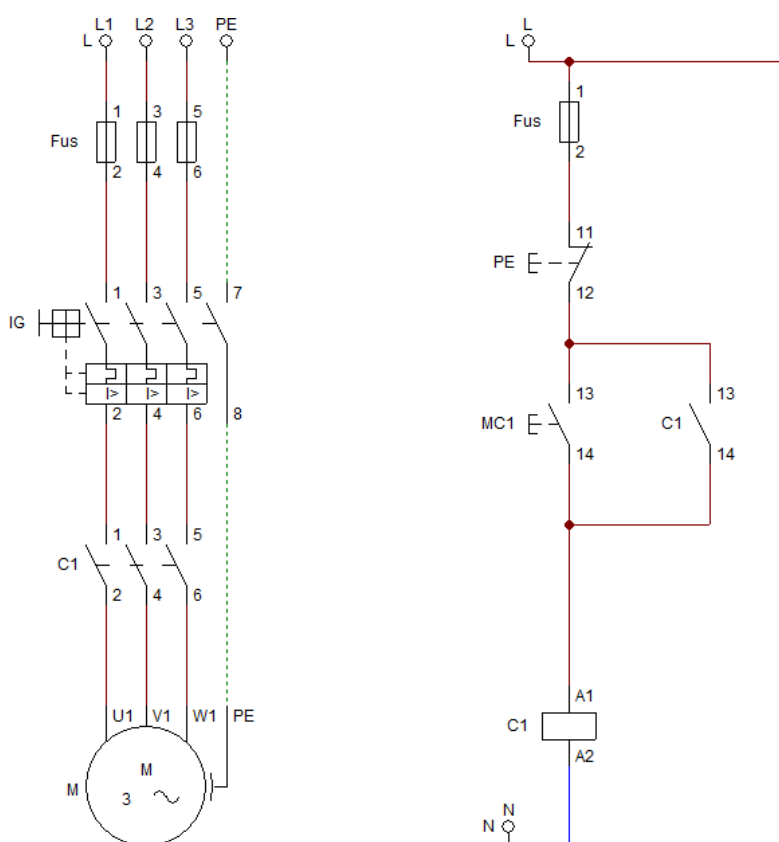 L1 L2 L3 PE
L
Fus
1 3 5
2 4 6
IG
1 3 5 7
I> I> I>
2 4 6 8
C1
1 3 5
2 4 6
U1 V1 W1 PE
M
M
3
L
L
Fus
1
2
PE
11
12
MC1
13
14
C1
13
14
C1
A1
A2
N
N